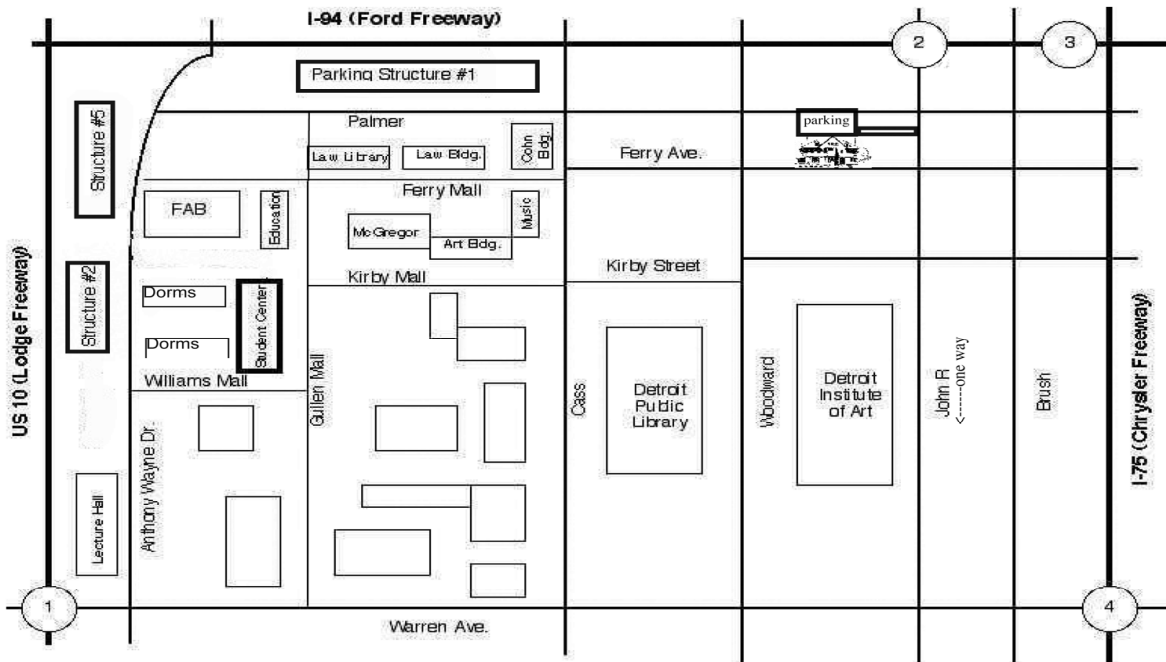 I-94 (Ford Freeway)
2
3
Parking Structure #1
Structure #5
Palmer
parking
Law Library
Law Bldg.
Cohn
Bdg.
Ferry Ave.
Ferry Mall
FAB
Education
McGregor
Music
Art Bdg.
Kirby Mall
Kirby Street
US 10 (Lodge Freeway)
Structure #2
Dorms
Dorms
Student Center
Williams Mall
Gullen Mall
Cass
Detroit
Public
Library
Woodward
Detroit
Institute
of Art
John R
<------one way
Brush
I-75 (Chrysler Freeway)
Lecture Hall
Anthony Wayne Dr.
1
4
Warren Ave.